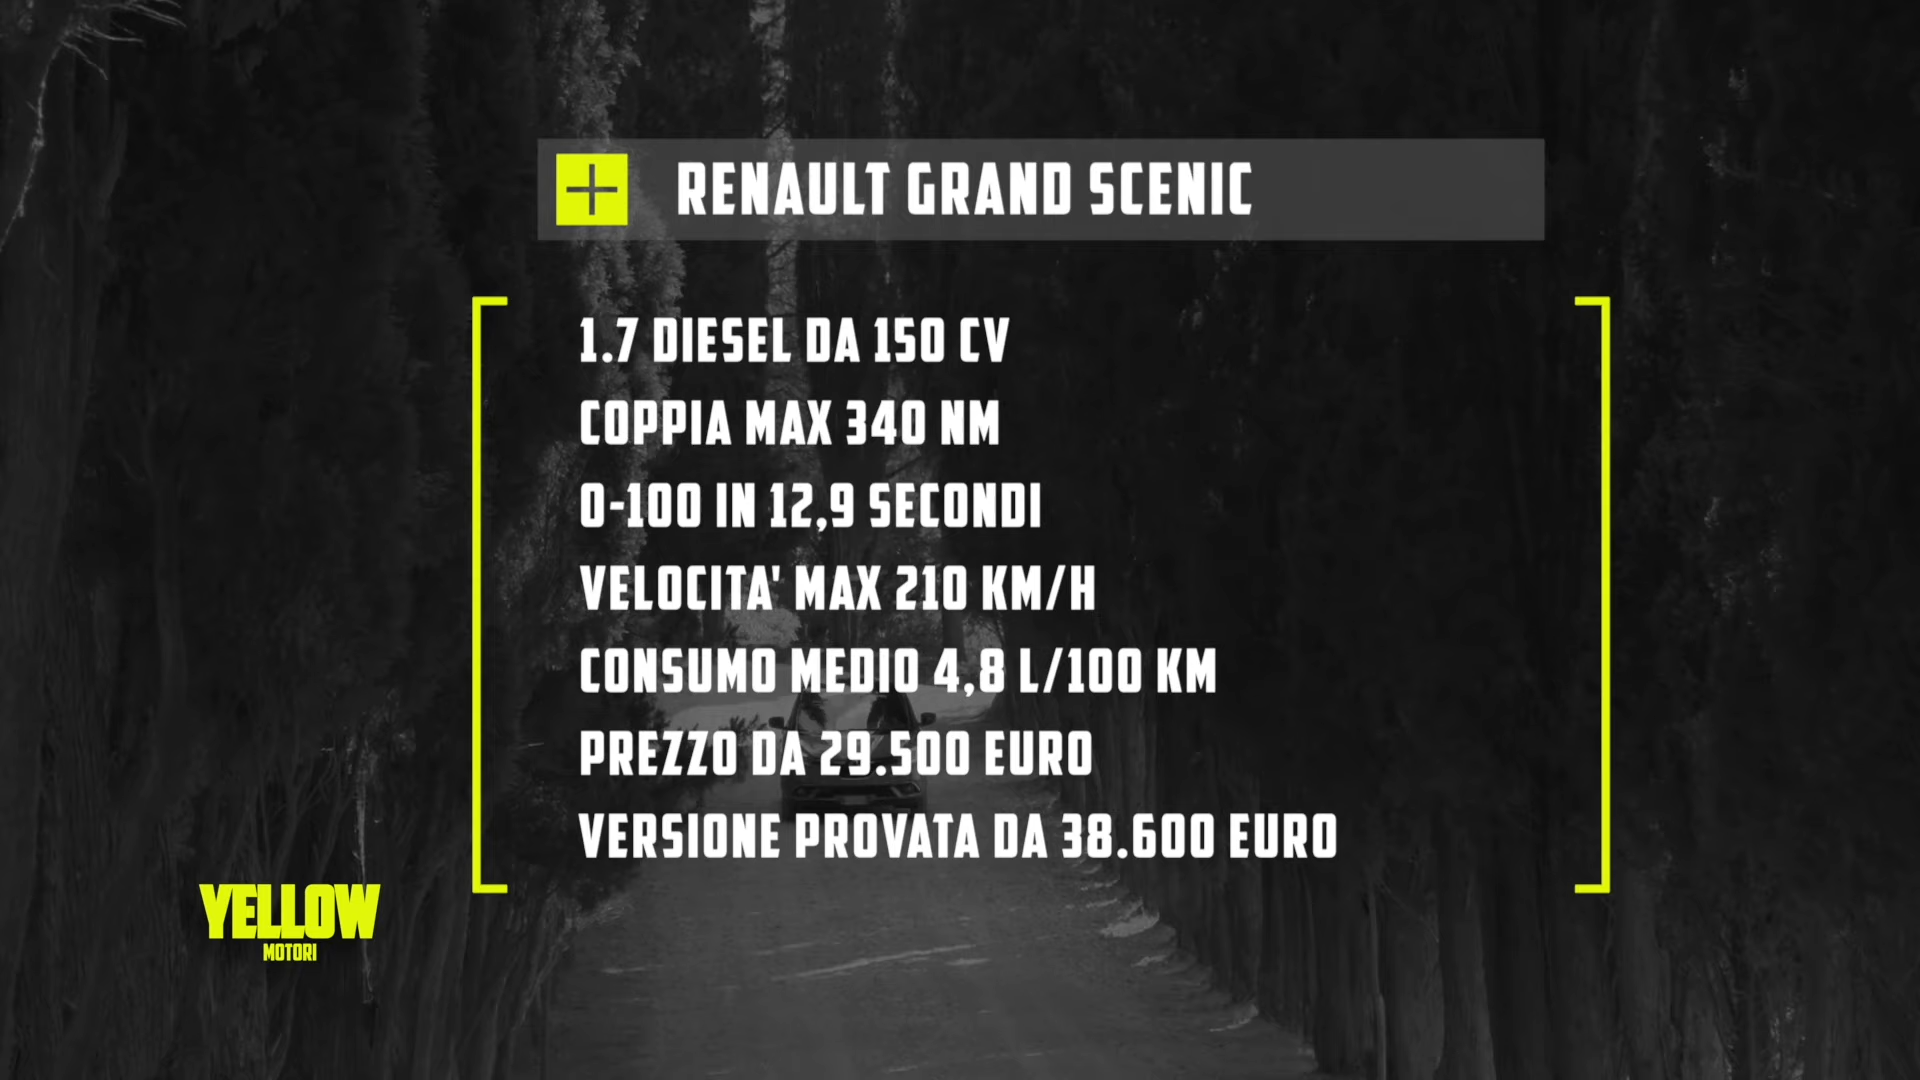 RENAULT GRAND SCENIC
1.7 DIESEL DA 150 CV
COPPIA MAX 340 NM
0-100 IN 12,9 SECONDI
VELOCITA' MAX 210 KM/H
CONSUMO MEDIO 4,8 L/100 KM
PREZZO DA 29.500 EURO
VERSIONE PROVATA DA 38.600 EURO
YELLOW
MOTORI